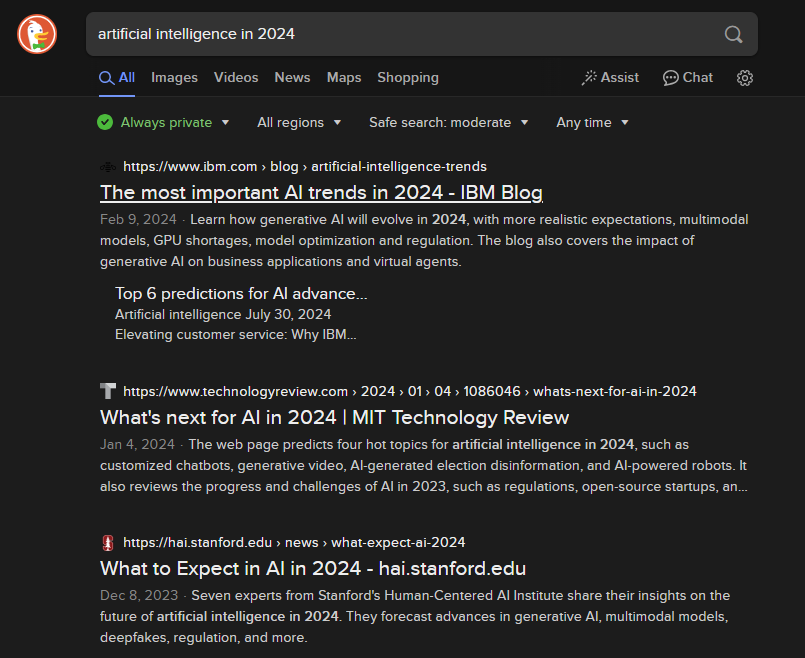 artificial intelligence in 2024
All Images Videos News Maps Shopping Assist Chat
Always private All regions Safe search: moderate Any time
https://www.ibm.com › blog › artificial-intelligence-trends
The most important AI trends in 2024 - IBM Blog
Feb 9, 2024 · Learn how generative AI will evolve in 2024, with more realistic expectations, multimodal
models, GPU shortages, model optimization and regulation. The blog also covers the impact of
generative AI on business applications and virtual agents.
Top 6 predictions for AI advance...
Artificial intelligence July 30, 2024
Elevating customer service: Why IBM...
https://www.technologyreview.com › 2024 › 01 › 04 › 1086046 › whats-next-for-ai-in-2024
What's next for AI in 2024 | MIT Technology Review
Jan 4, 2024 · The web page predicts four hot topics for artificial intelligence in 2024, such as
customized chatbots, generative video, AI-generated election disinformation, and AI-powered robots. It
also reviews the progress and challenges of AI in 2023, such as regulations, open-source startups, an...
https://hai.stanford.edu › news › what-expect-ai-2024
What to Expect in AI in 2024 - hai.stanford.edu
Dec 8, 2023 · Seven experts from Stanford's Human-Centered AI Institute share their insights on the
future of artificial intelligence in 2024. They forecast advances in generative AI, multimodal models,
deepfakes, regulation, and more.